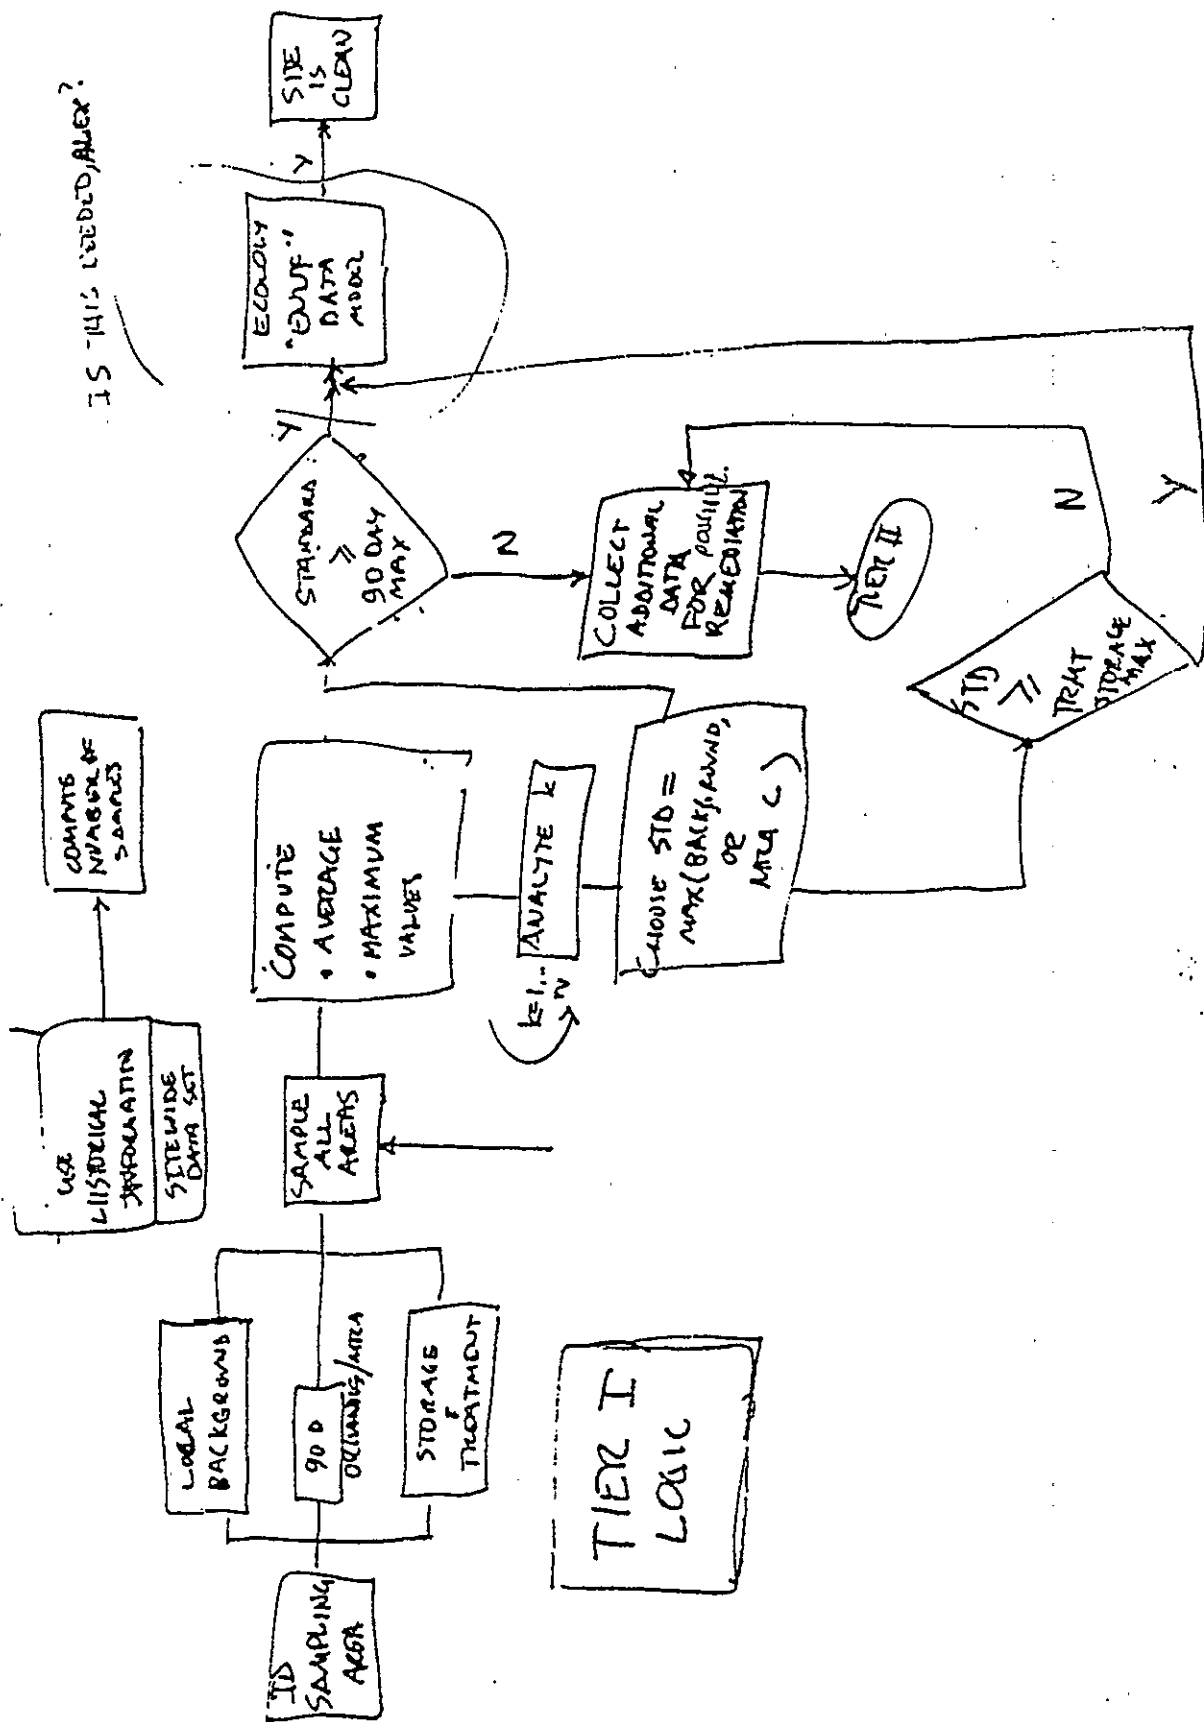 IS THIS NEEDED, ALEX?
USE
HISTORICAL
INFORMATION
SITEWIDE
DATA SET
COMPUTE
NUMBER OF
SAMPLES
ID
SAMPLING
AREA
LOCAL
BACKGROUND
90 D
STORAGE
TREATMENT
SAMPLE
ALL
AREAS
COMPUTE
• AVERAGE
• MAXIMUM
VALUES
k=1,..
n
ANALYTE k
CHOOSE STD =
MAX(BACKGROUND,
OR
MTCA C)
STANDARD
≥
90 DAY
MAX
Y
N
ECOLOGY
DATA
MODEL
Y
SITE
IS
CLEAN
COLLECT
ADDITIONAL
DATA
FOR POSSIBLE
REMEDIATION
TIER II
STD
≥
TRMT
STORAGE
MAX
N
Y
TIER I
LOGIC